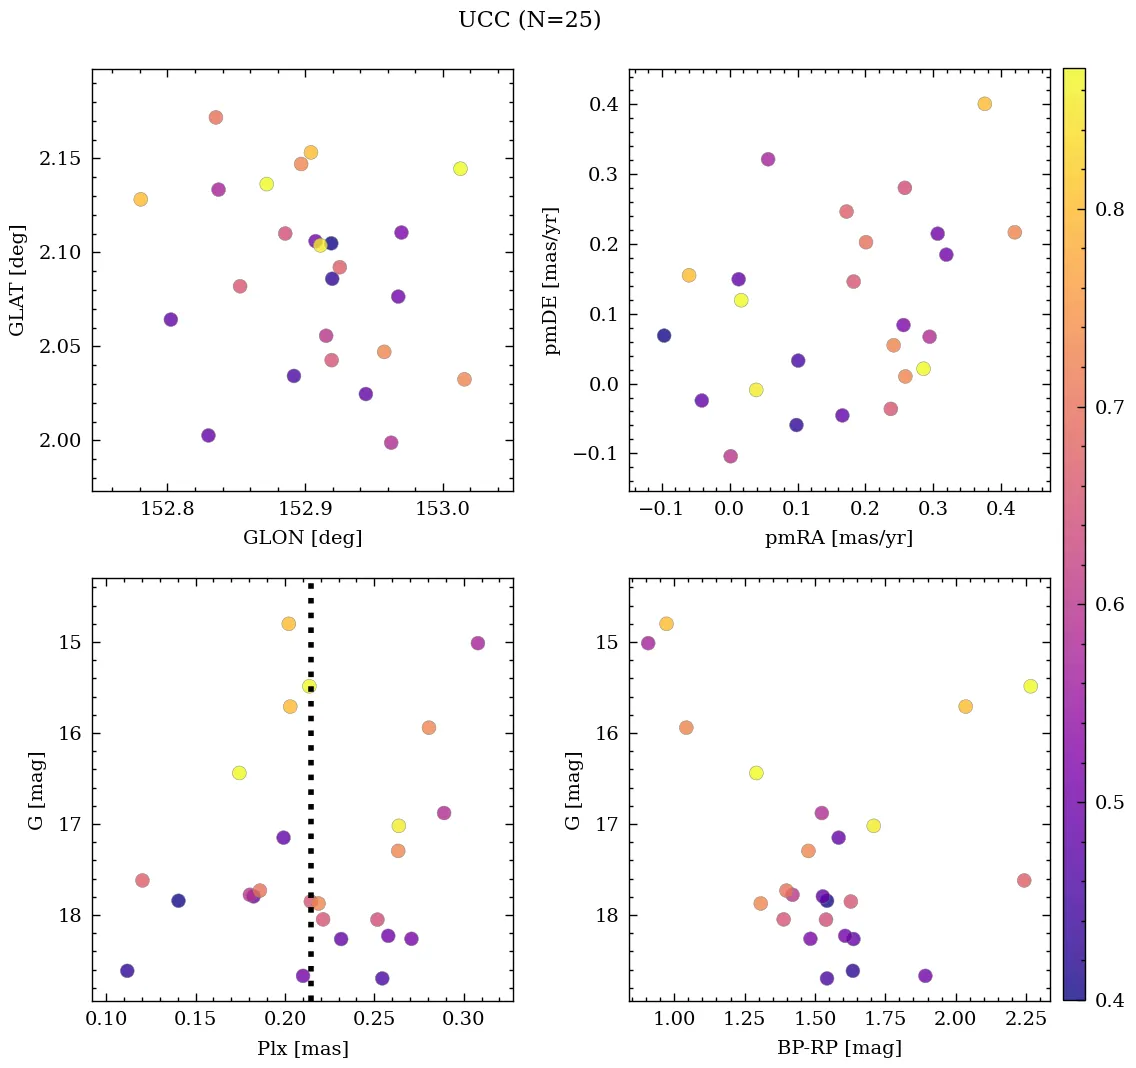 UCC (N=25)
2.15
2.10
2.05
2.00
GLAT [deg]
152.8 152.9 153.0
GLON [deg]
0.4
0.3
0.2
0.1
0.0
−0.1
pmDE [mas/yr]
−0.1 0.0 0.1 0.2 0.3 0.4
pmRA [mas/yr]
15
16
17
18
G [mag]
0.10 0.15 0.20 0.25 0.30
Plx [mas]
15
16
17
18
G [mag]
1.00 1.25 1.50 1.75 2.00 2.25
BP-RP [mag]
0.8
0.7
0.6
0.5
0.4